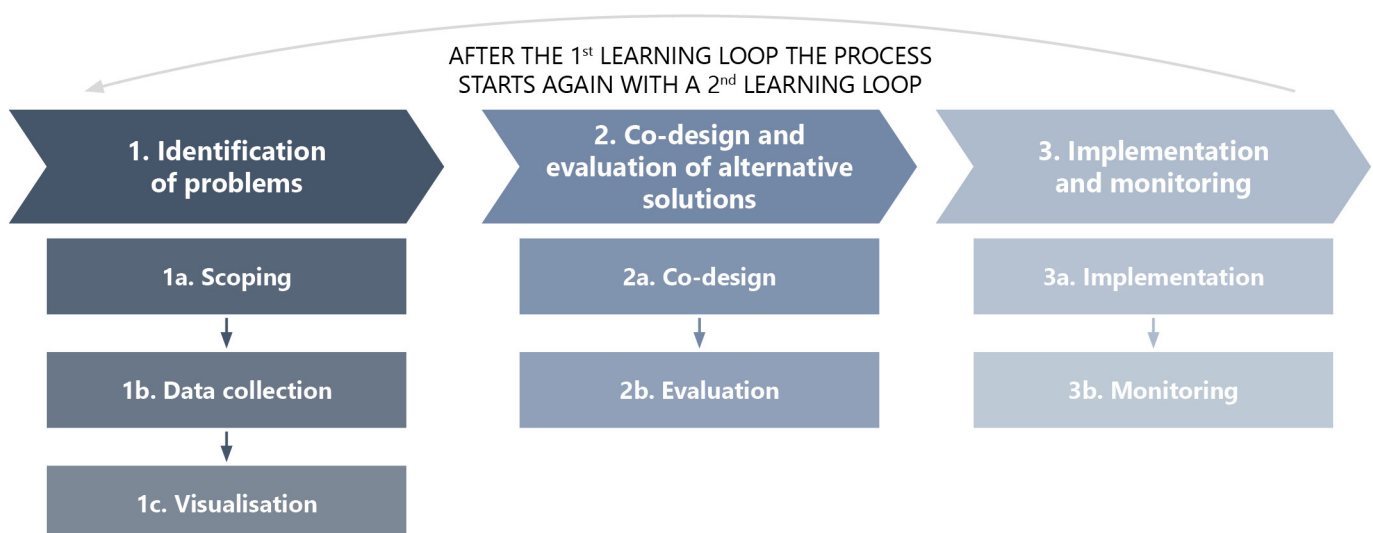 AFTER THE 1st LEARNING LOOP THE PROCESS
STARTS AGAIN WITH A 2nd LEARNING LOOP
1. Identification
of problems
2. Co-design and
evaluation of alternative
solutions
3. Implementation
and monitoring
1a. Scoping
2a. Co-design
3a. Implementation
1b. Data collection
2b. Evaluation
3b. Monitoring
1c. Visualisation